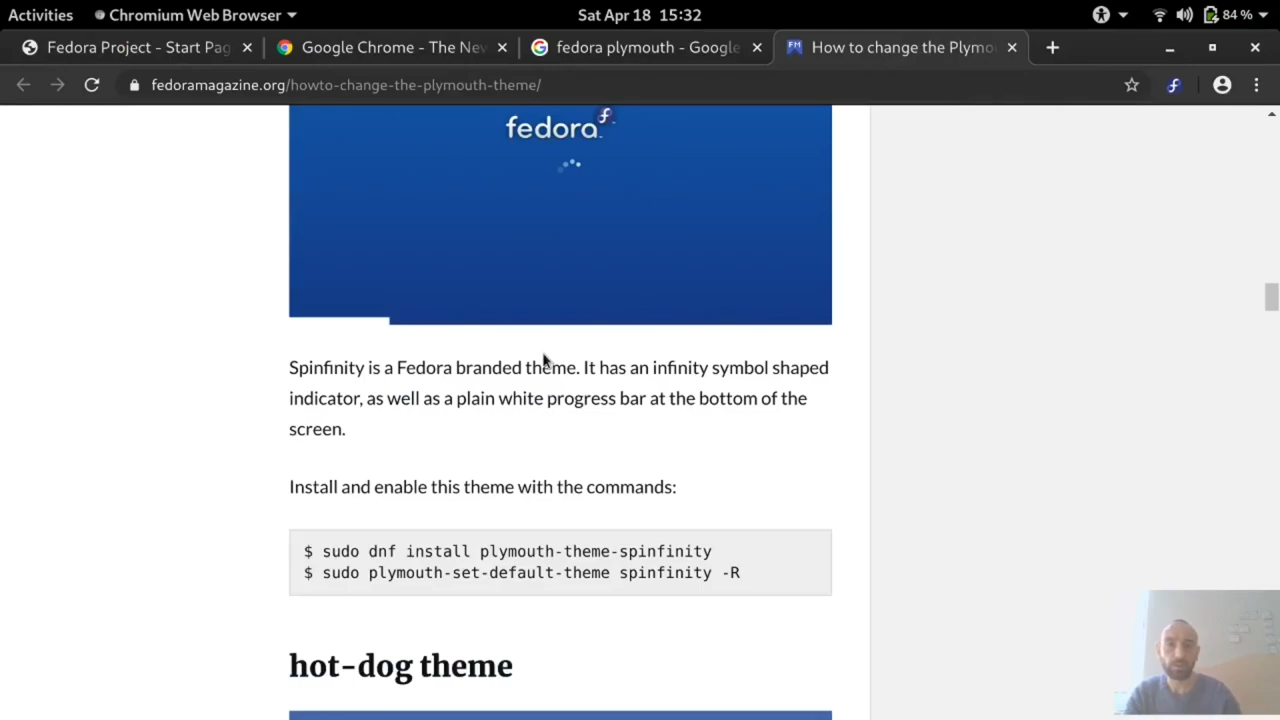 Activities Chromium Web Browser Sat Apr 18 15:32 84 %
Fedora Project - Start Pag Google Chrome - The Nev fedora plymouth - Google FM How to change the Plymo
fedoramagazine.org/howto-change-the-plymouth-theme/
fedora
Spinfinity is a Fedora branded theme. It has an infinity symbol shaped
indicator, as well as a plain white progress bar at the bottom of the
screen.
Install and enable this theme with the commands:
$ sudo dnf install plymouth-theme-spinfinity
$ sudo plymouth-set-default-theme spinfinity -R
hot-dog theme